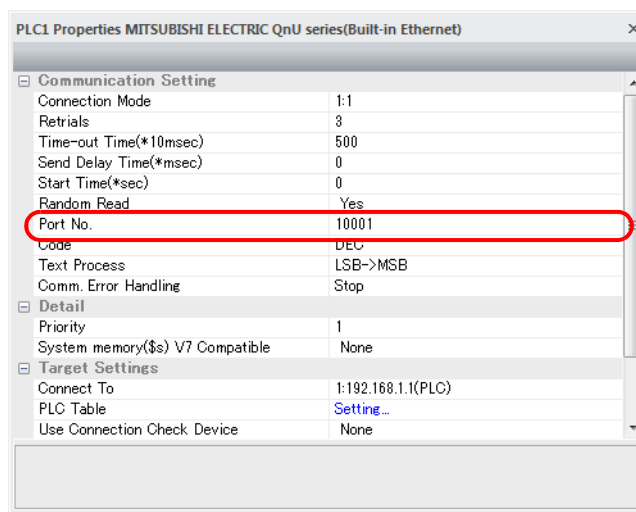 PLC1 Properties MITSUBISHI ELECTRIC QnU series(Built-in Ethernet)
Communication Setting
Connection Mode 1:1
Retrials 3
Time-out Time(*10msec) 500
Send Delay Time(*msec) 0
Start Time(*sec) 0
Random Read Yes
Port No. 10001
Code DEC
Text Process LSB->MSB
Comm. Error Handling Stop
Detail
Priority 1
System memory($s) V7 Compatible None
Target Settings
Connect To 1:192.168.1.1(PLC)
PLC Table Setting...
Use Connection Check Device None